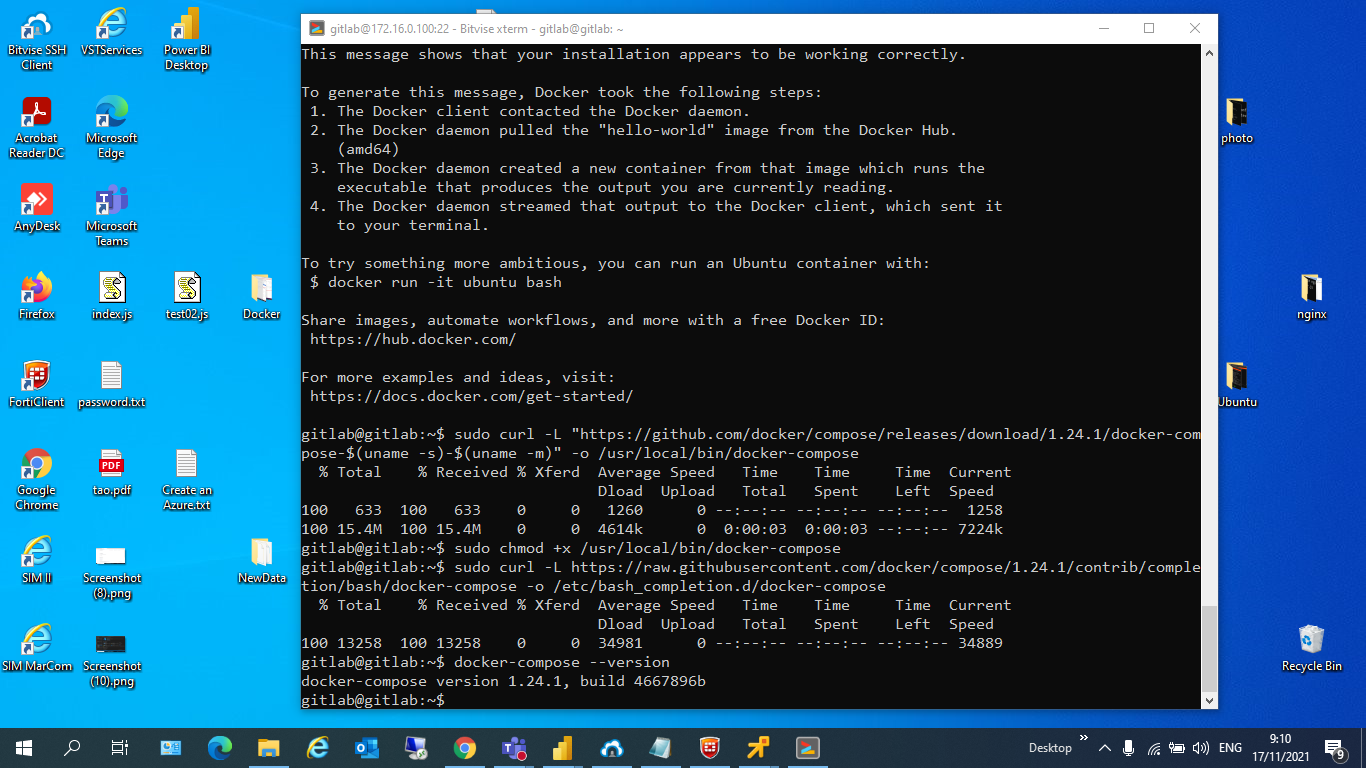 gitlab@172.16.0.100:22 - Bitvise xterm - gitlab@gitlab: ~
This message shows that your installation appears to be working correctly.
To generate this message, Docker took the following steps:
1. The Docker client contacted the Docker daemon.
2. The Docker daemon pulled the "hello-world" image from the Docker Hub.
(amd64)
3. The Docker daemon created a new container from that image which runs the
executable that produces the output you are currently reading.
4. The Docker daemon streamed that output to the Docker client, which sent it
to your terminal.
To try something more ambitious, you can run an Ubuntu container with:
$ docker run -it ubuntu bash
Share images, automate workflows, and more with a free Docker ID:
https://hub.docker.com/
For more examples and ideas, visit:
https://docs.docker.com/get-started/
gitlab@gitlab:~$ sudo curl -L "https://github.com/docker/compose/releases/download/1.24.1/docker-com
pose-$(uname -s)-$(uname -m)" -o /usr/local/bin/docker-compose
% Total % Received % Xferd Average Speed Time Time Time Current
Dload Upload Total Spent Left Speed
100 633 100 633 0 0 1260 0 --:--:-- --:--:-- --:--:-- 1258
100 15.4M 100 15.4M 0 0 4614k 0 0:00:03 0:00:03 --:--:-- 7224k
gitlab@gitlab:~$ sudo chmod +x /usr/local/bin/docker-compose
gitlab@gitlab:~$ sudo curl -L https://raw.githubusercontent.com/docker/compose/1.24.1/contrib/comple
tion/bash/docker-compose -o /etc/bash_completion.d/docker-compose
% Total % Received % Xferd Average Speed Time Time Time Current
Dload Upload Total Spent Left Speed
100 13258 100 13258 0 0 34981 0 --:--:-- --:--:-- --:--:-- 34889
gitlab@gitlab:~$ docker-compose --version
docker-compose version 1.24.1, build 4667896b
gitlab@gitlab:~$
Bitvise SSH
Client
VSTServices
Power BI
Desktop
Acrobat
Reader DC
Microsoft
Edge
AnyDesk
Microsoft
Teams
Firefox
index.js
test02.js
Docker
FortiClient
password.txt
Google
Chrome
PDF
tao.pdf
Create an
Azure.txt
SIM II
Screenshot
(8).png
NewData
SIM MarCom
Screenshot
(10).png
photo
nginx
Ubuntu
Recycle Bin
Desktop
ENG
9:10
17/11/2021
9